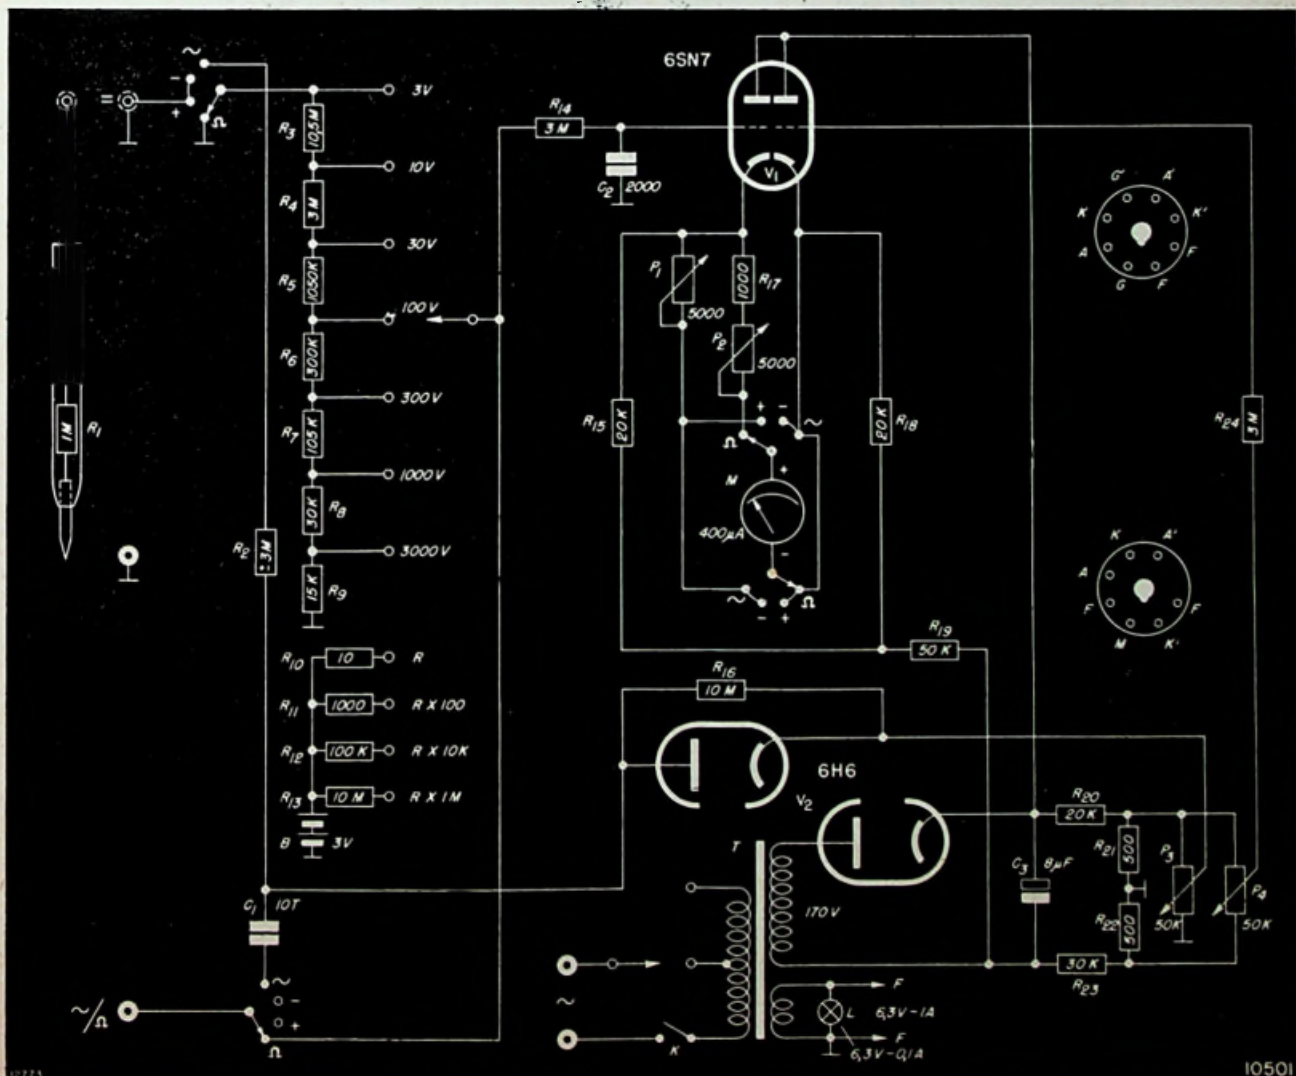 6SN7
~
-
=
+
Ω
3V
R3
10,5M
R14
3M
10V
C2 2000
V1
G' A'
K K'
A F
G F
R4
3M
30V
R5
1050K
P1
5000
R17
1000
100V
R6
300K
P2
5000
300V
R1
1M
R7
105K
R15
20K
+ -
Ω ~
R18
20K
R24
3M
1000V
M
+
R8
30K
400µA
-
R2
±3M
3000V
R9
15K
~ Ω
- +
K A'
A
F F
M K'
R19
50K
R10
10
R
R16
10M
R11
1000
R X 100
R12
100K
R X 10K
6H6
V2
R13
10M
R X 1M
B 3V
T
R20
20K
C3 8µF
R21
500
P3
50K
P4
50K
R22
500
170V
C1 10T
R23
30K
~
-
+
Ω
~/Ω
~
K
F
L 6,3V-1A
F
6,3V-0,1A
10501